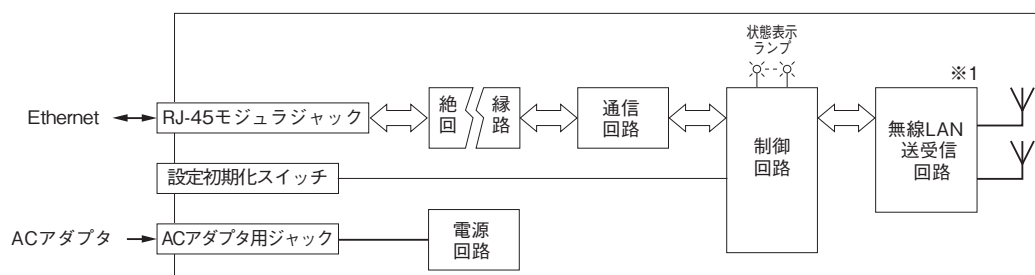 状態表示
ランプ
※1
Ethernet
RJ-45モジュラジャック
絶縁
回路
通信
回路
制御
回路
無線LAN
送受信
回路
設定初期化スイッチ
ACアダプタ
ACアダプタ用ジャック
電源
回路